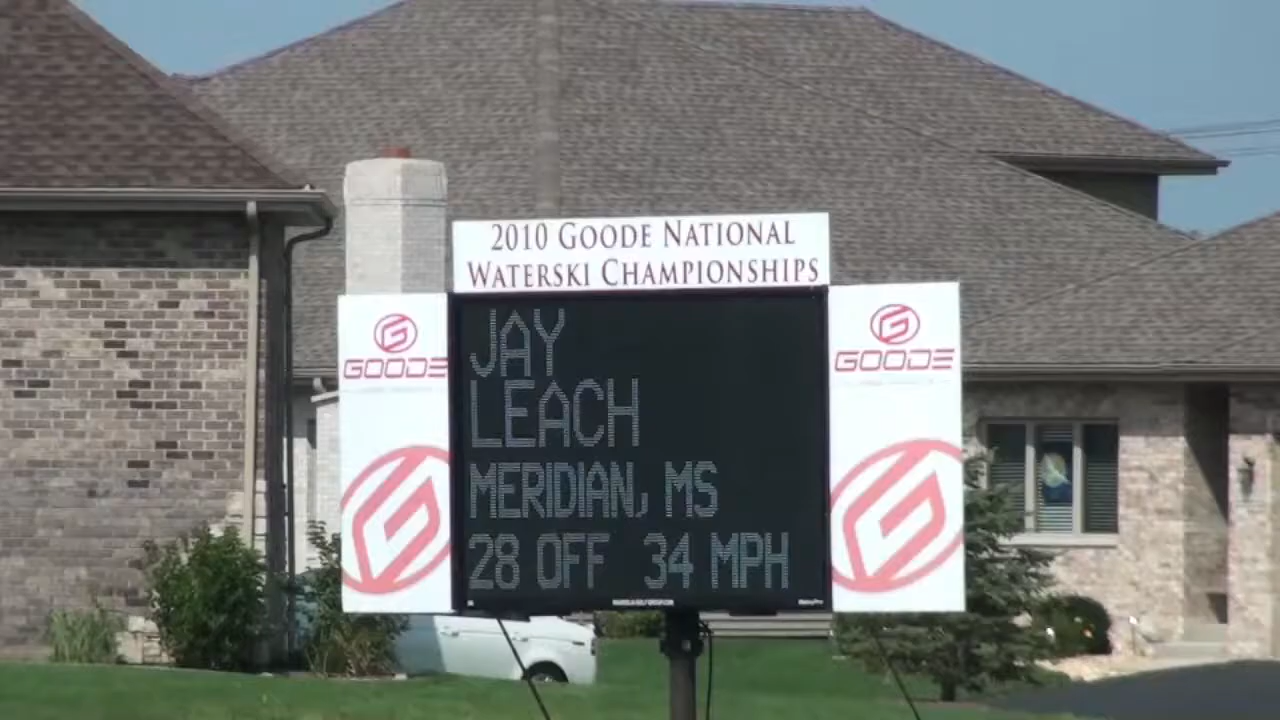 2010 GOODE NATIONAL
WATERSKI CHAMPIONSHIPS
GOODE
GOODE
JAY
LEACH
MERIDIAN, MS
28 OFF 34 MPH